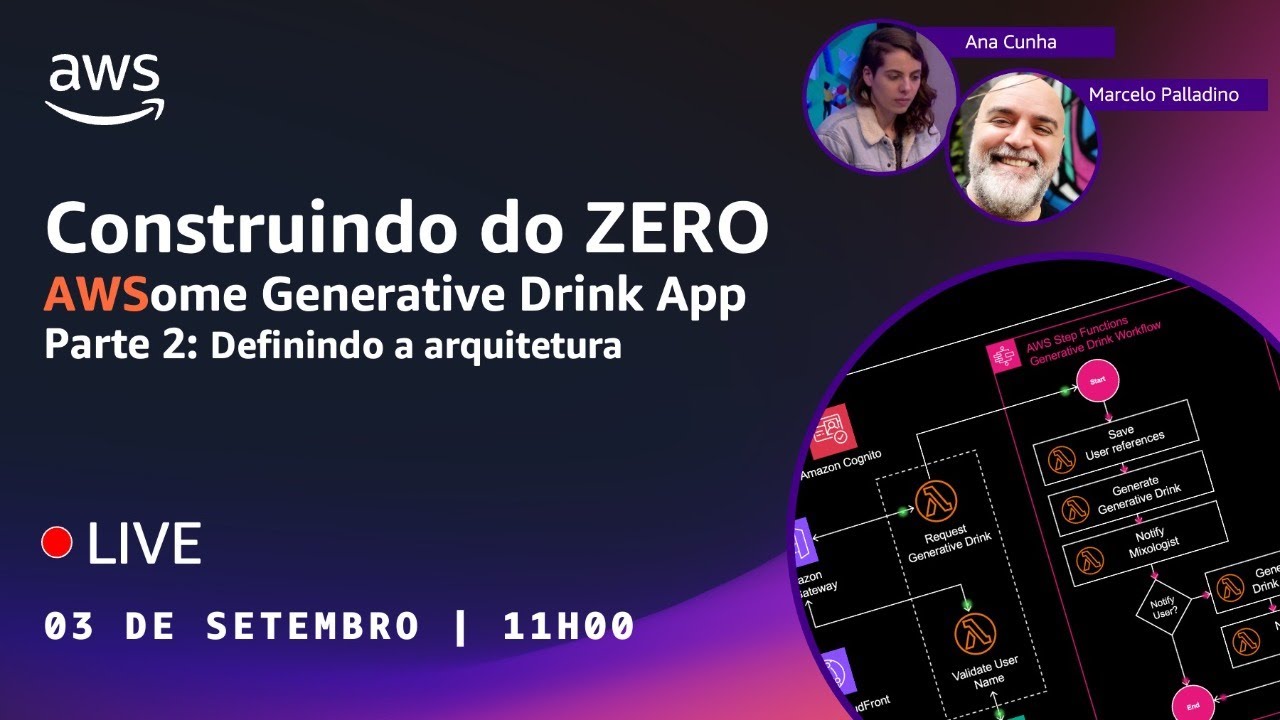 aws
Ana Cunha
Marcelo Palladino
Construindo do ZERO
AWSome Generative Drink App
Parte 2: Definindo a arquitetura
LIVE
03 DE SETEMBRO | 11H00
AWS Step Functions
Generative Drink Workflow
Start
Save
User references
Generate
Generative Drink
Notify
Mixologist
Notify
User?
Drink
End
Amazon Cognito
Request
Generative Drink
Validate User
Name